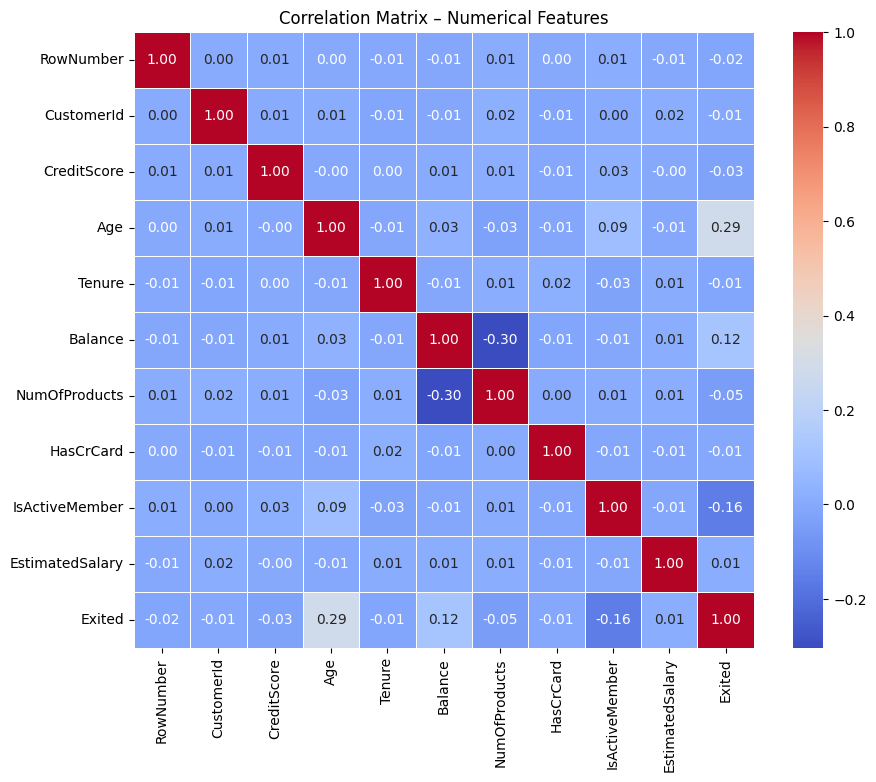 Correlation Matrix – Numerical Features
RowNumber 1.00 0.00 0.01 0.00 -0.01 -0.01 0.01 0.00 0.01 -0.01 -0.02
CustomerId 0.00 1.00 0.01 0.01 -0.01 -0.01 0.02 -0.01 0.00 0.02 -0.01
CreditScore 0.01 0.01 1.00 -0.00 0.00 0.01 0.01 -0.01 0.03 -0.00 -0.03
Age 0.00 0.01 -0.00 1.00 -0.01 0.03 -0.03 -0.01 0.09 -0.01 0.29
Tenure -0.01 -0.01 0.00 -0.01 1.00 -0.01 0.01 0.02 -0.03 0.01 -0.01
Balance -0.01 -0.01 0.01 0.03 -0.01 1.00 -0.30 -0.01 -0.01 0.01 0.12
NumOfProducts 0.01 0.02 0.01 -0.03 0.01 -0.30 1.00 0.00 0.01 0.01 -0.05
HasCrCard 0.00 -0.01 -0.01 -0.01 0.02 -0.01 0.00 1.00 -0.01 -0.01 -0.01
IsActiveMember 0.01 0.00 0.03 0.09 -0.03 -0.01 0.01 -0.01 1.00 -0.01 -0.16
EstimatedSalary -0.01 0.02 -0.00 -0.01 0.01 0.01 0.01 -0.01 -0.01 1.00 0.01
Exited -0.02 -0.01 -0.03 0.29 -0.01 0.12 -0.05 -0.01 -0.16 0.01 1.00
RowNumber
CustomerId
CreditScore
Age
Tenure
Balance
NumOfProducts
HasCrCard
IsActiveMember
EstimatedSalary
Exited
1.0
0.8
0.6
0.4
0.2
0.0
−0.2